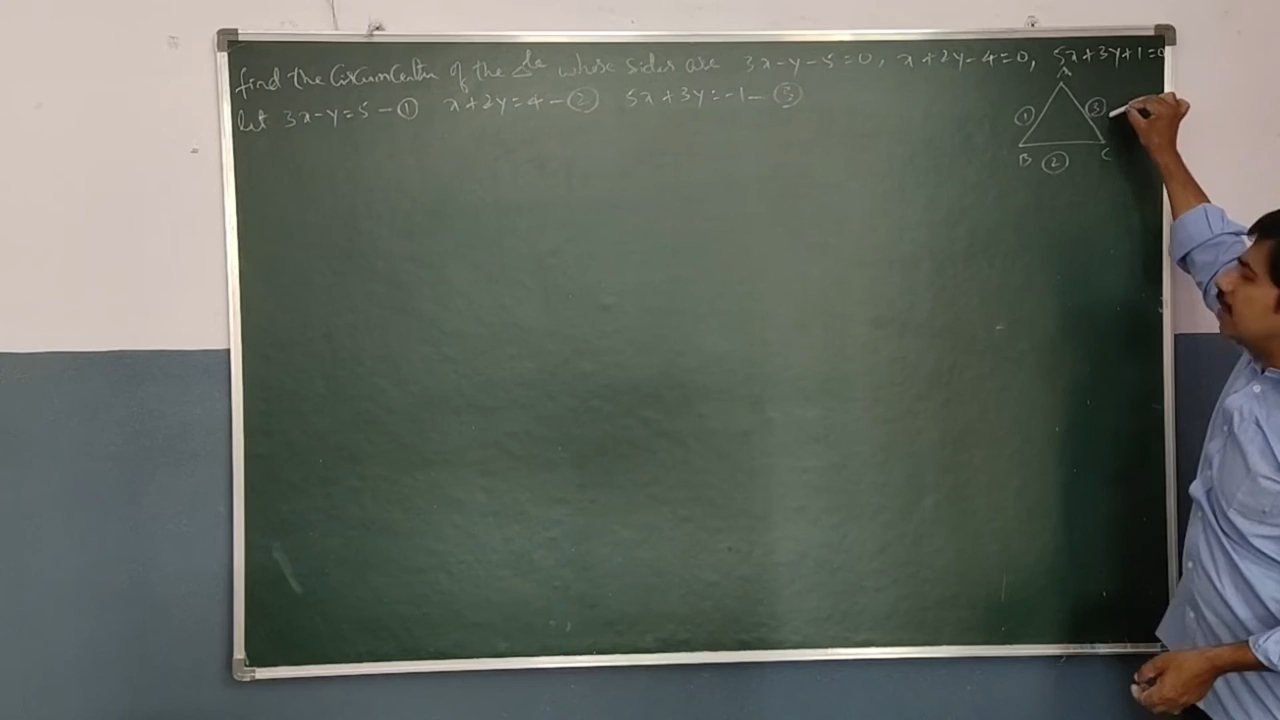 find the Circumcentre of the Δle whose sides are 3x-y-5=0, x+2y-4=0, 5x+3y+1=0
let 3x-y=5-① x+2y=4-② 5x+3y=-1-③
A
① ③
B ② C